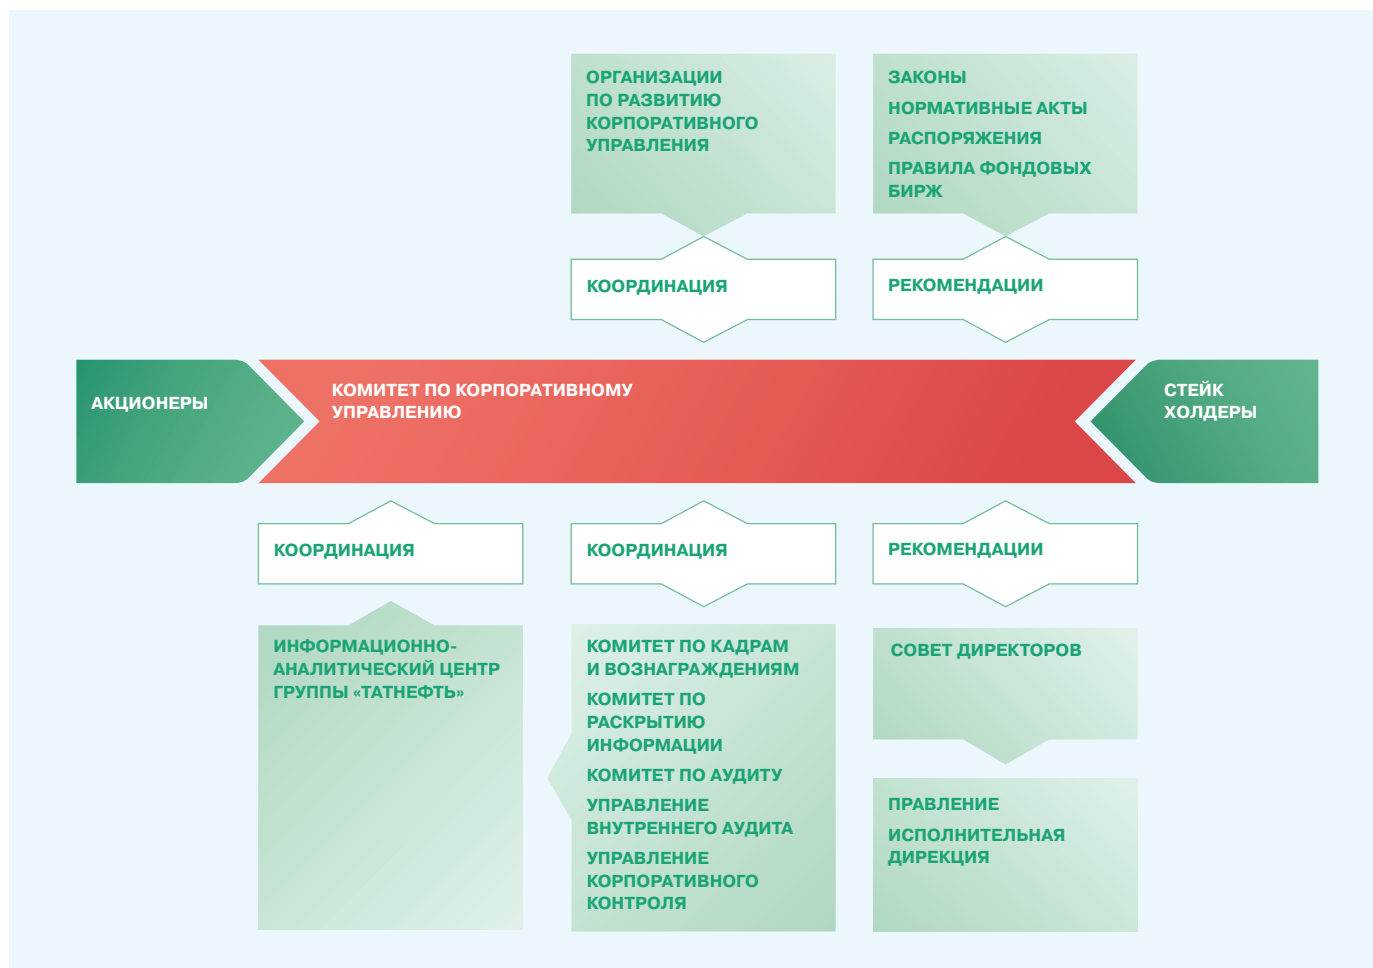 ОРГАНИЗАЦИИ
ПО РАЗВИТИЮ
КОРПОРАТИВНОГО
УПРАВЛЕНИЯ
ЗАКОНЫ
НОРМАТИВНЫЕ АКТЫ
РАСПОРЯЖЕНИЯ
ПРАВИЛА ФОНДОВЫХ
БИРЖ
КООРДИНАЦИЯ
РЕКОМЕНДАЦИИ
АКЦИОНЕРЫ
КОМИТЕТ ПО КОРПОРАТИВНОМУ
УПРАВЛЕНИЮ
СТЕЙК
ХОЛДЕРЫ
КООРДИНАЦИЯ
КООРДИНАЦИЯ
РЕКОМЕНДАЦИИ
ИНФОРМАЦИОННО-
АНАЛИТИЧЕСКИЙ ЦЕНТР
ГРУППЫ «ТАТНЕФТЬ»
КОМИТЕТ ПО КАДРАМ
И ВОЗНАГРАЖДЕНИЯМ
КОМИТЕТ ПО
РАСКРЫТИЮ
ИНФОРМАЦИИ
КОМИТЕТ ПО АУДИТУ
УПРАВЛЕНИЕ
ВНУТРЕННЕГО АУДИТА
УПРАВЛЕНИЕ
КОРПОРАТИВНОГО
КОНТРОЛЯ
СОВЕТ ДИРЕКТОРОВ
ПРАВЛЕНИЕ
ИСПОЛНИТЕЛЬНАЯ
ДИРЕКЦИЯ